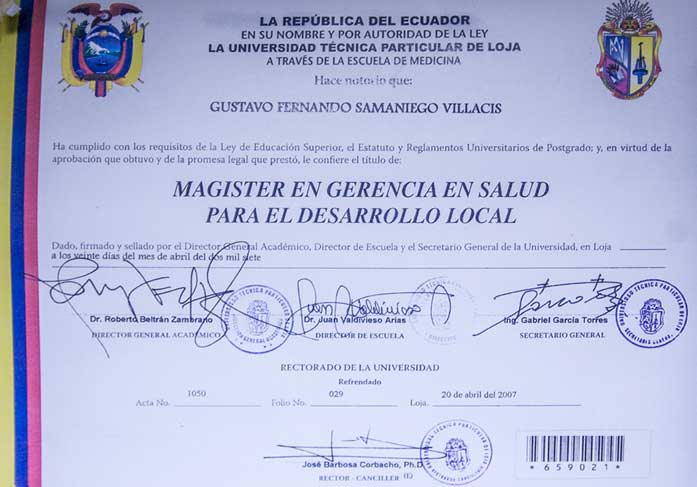 LA REPÚBLICA DEL ECUADOR
EN SU NOMBRE Y POR AUTORIDAD DE LA LEY
LA UNIVERSIDAD TÉCNICA PARTICULAR DE LOJA
A TRAVÉS DE LA ESCUELA DE MEDICINA
Hace notorio que:
GUSTAVO FERNANDO SAMANIEGO VILLACIS
Ha cumplido con los requisitos de la Ley de Educación Superior, el Estatuto y Reglamentos Universitarios de Postgrado; y, en virtud de la
aprobación que obtuvo y de la promesa legal que prestó, le confiere el título de:
MAGISTER EN GERENCIA EN SALUD
PARA EL DESARROLLO LOCAL
Dado, firmado y sellado por el Director General Académico, Director de Escuela y el Secretario General de la Universidad, en Loja
a los veinte días del mes de abril del dos mil siete
Dr. Roberto Beltrán Zambrano
DIRECTOR GENERAL ACADÉMICO
Dr. Juan Valdivieso Arias
DIRECTOR DE ESCUELA
Ing. Gabriel García Torres
SECRETARIO GENERAL
RECTORADO DE LA UNIVERSIDAD
Refrendado
Acta No. 1050 Folio No. 029 Loja. 20 de abril del 2007
José Barbosa Corbacho, Ph.D.
RECTOR - CANCILLER (E)
*659021*